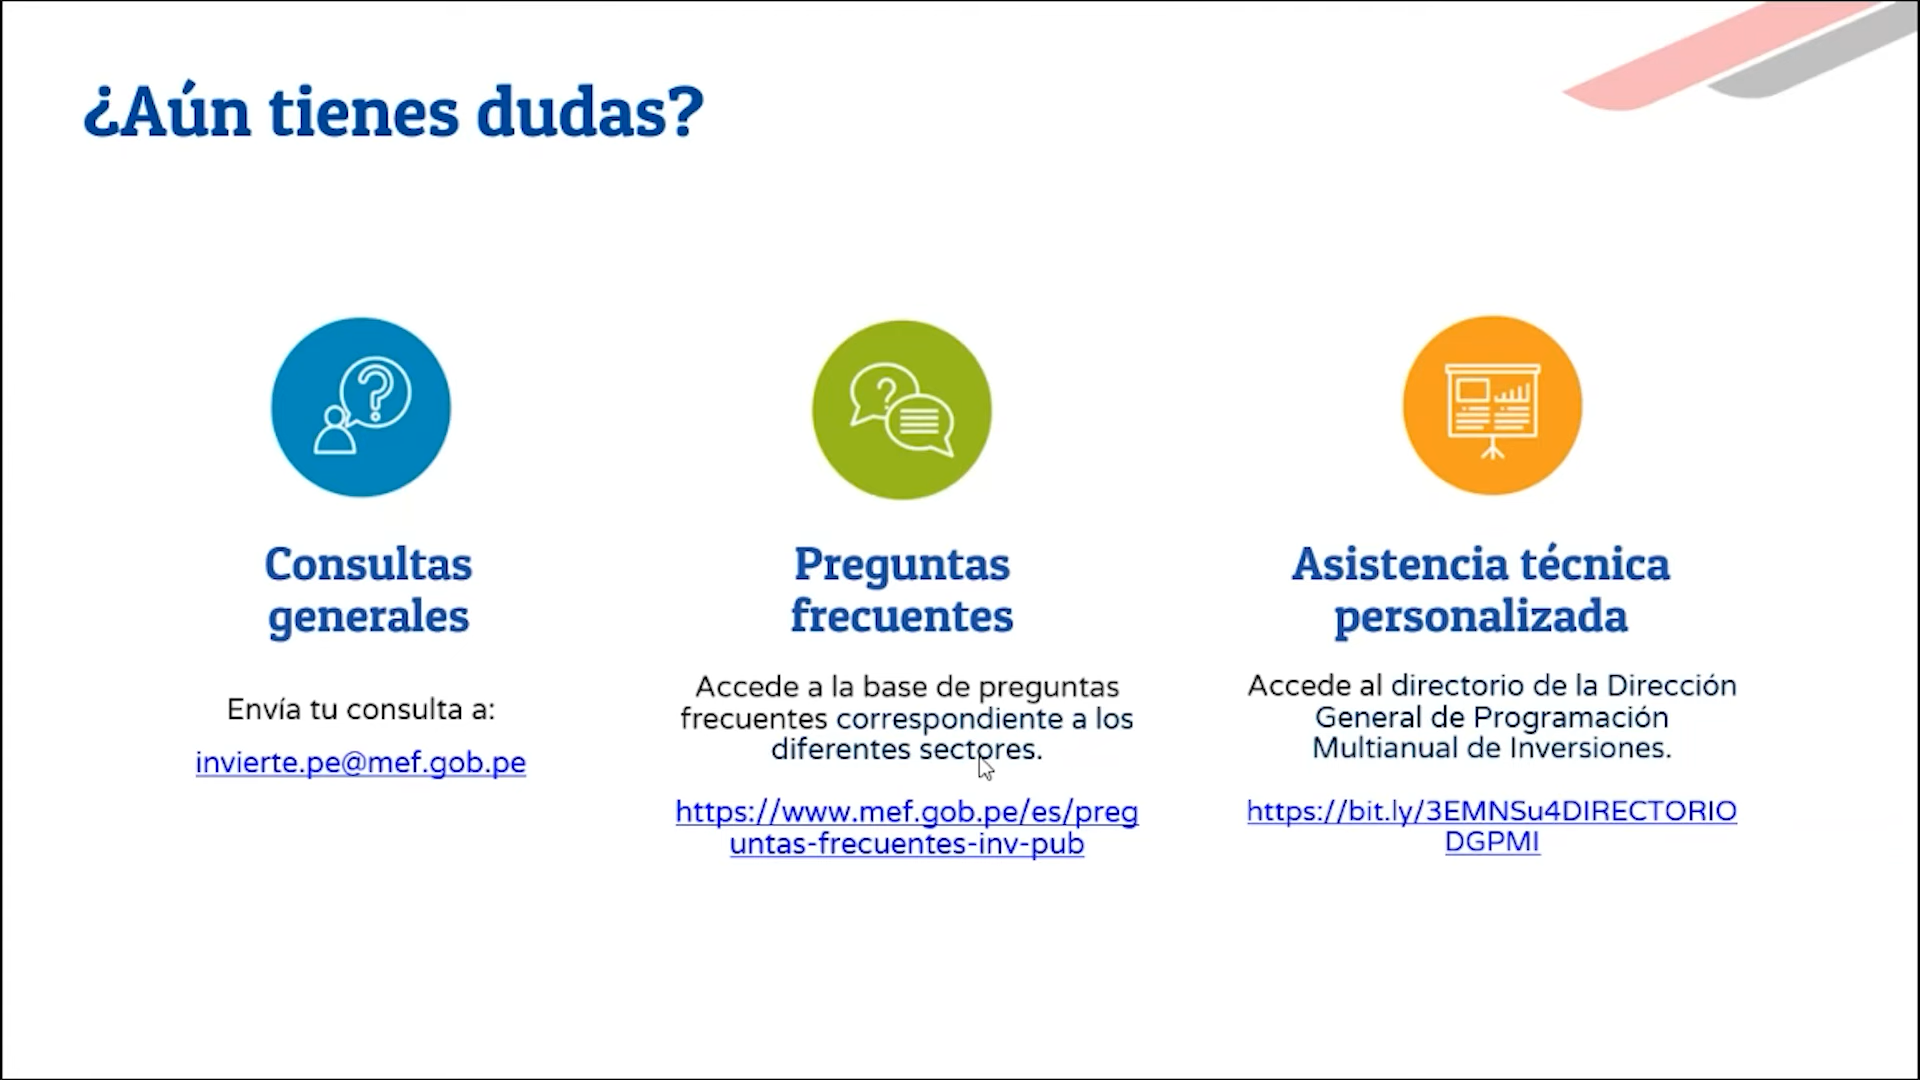 ¿Aún tienes dudas?
Consultas
generales
Envía tu consulta a:
invierte.pe@mef.gob.pe
Preguntas
frecuentes
Accede a la base de preguntas
frecuentes correspondiente a los
diferentes sectores.
https://www.mef.gob.pe/es/preg
untas-frecuentes-inv-pub
Asistencia técnica
personalizada
Accede al directorio de la Dirección
General de Programación
Multianual de Inversiones.
https://bit.ly/3EMNSu4DIRECTORIO
DGPMI